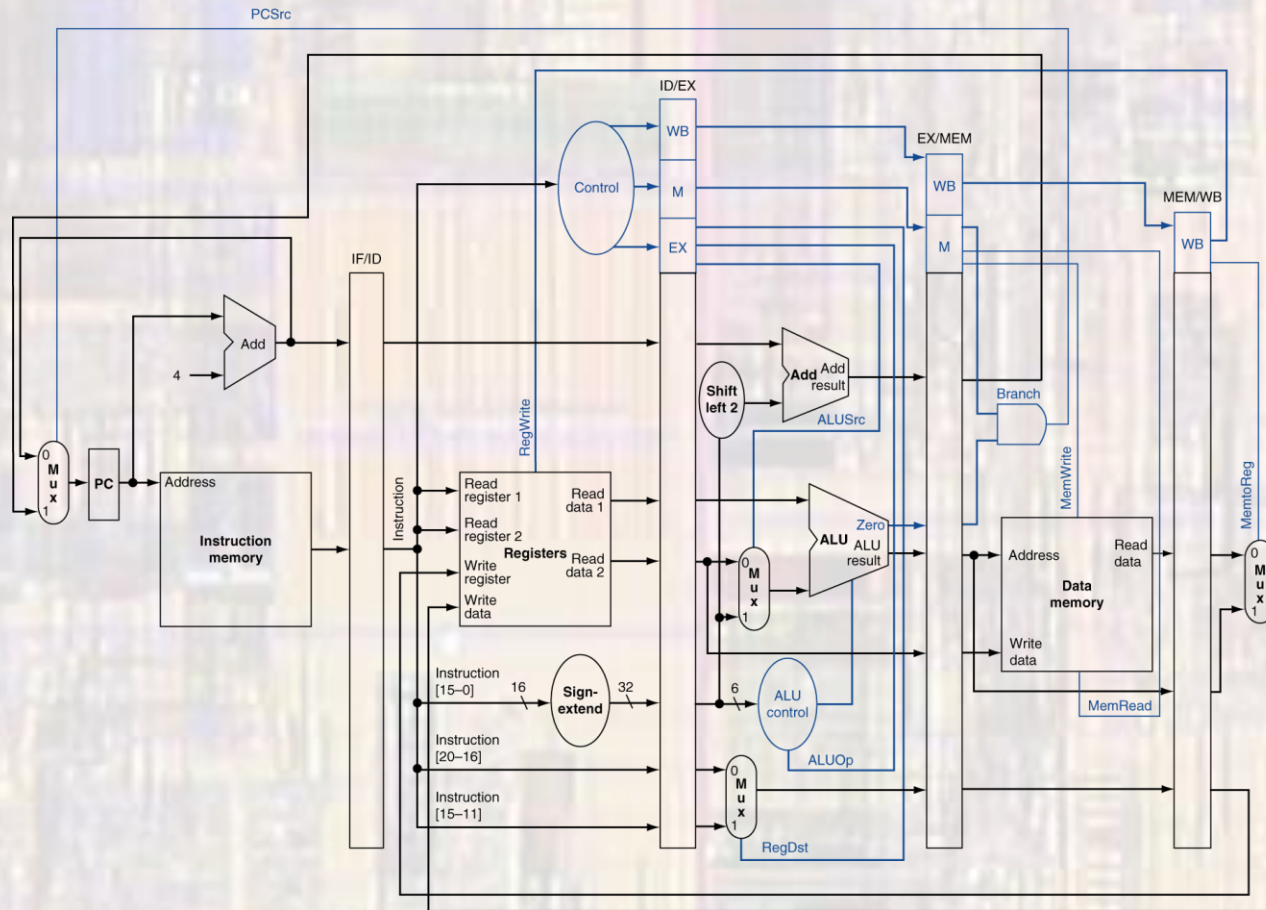 PCSrc
ID/EX
WB
EX/MEM
Control
M
WB
MEM/WB
EX
M
WB
IF/ID
Add
4
Shift
left 2
Add
Add
result
Branch
ALUSrc
RegWrite
MemWrite
MemtoReg
0
M
u
x
1
PC
Address
Instruction
memory
Instruction
Read
register 1
Read
register 2
Write
register
Write
data
Registers
Read
data 1
Read
data 2
0
M
u
x
1
Zero
ALU
ALU
result
Address
Read
data
Data
memory
Write
data
0
M
u
x
1
Instruction
[15–0]
16
Sign-
extend
32
6
ALU
control
MemRead
Instruction
[20–16]
ALUOp
0
M
u
x
1
Instruction
[15–11]
RegDst